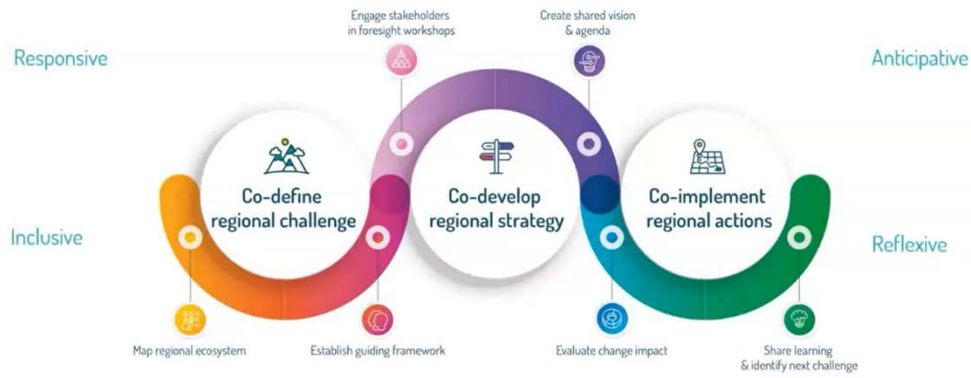 Engage stakeholders
in foresight workshops
Create shared vision
& agenda
Responsive
Anticipative
Co-define
regional challenge
Co-develop
regional strategy
Co-implement
regional actions
Inclusive
Reflexive
Map regional ecosystem
Establish guiding framework
Evaluate change impact
Share learning
& identify next challenge